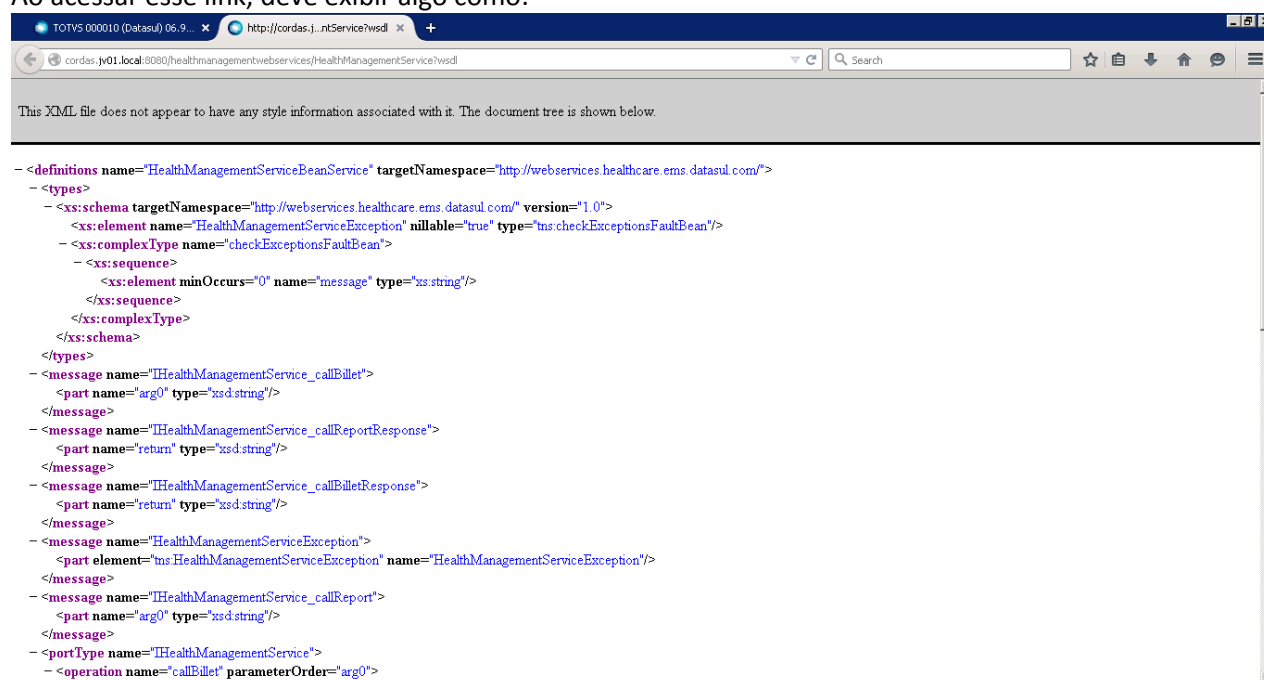 Ao acessar esse link, deve exibir algo como:
TOTVS 000010 (Datasul) 06.9... × http://cordas.j...ntService?wsdl × +
cordas.jv01.local:8080/healthmanagementwebservices/HealthManagementService?wsdl Search
This XML file does not appear to have any style information associated with it. The document tree is shown below.
− <definitions name="HealthManagementServiceBeanService" targetNamespace="http://webservices.healthcare.ems.datasul.com/">
− <types>
− <xs:schema targetNamespace="http://webservices.healthcare.ems.datasul.com/" version="1.0">
<xs:element name="HealthManagementServiceException" nillable="true" type="tns:checkExceptionsFaultBean"/>
− <xs:complexType name="checkExceptionsFaultBean">
− <xs:sequence>
<xs:element minOccurs="0" name="message" type="xs:string"/>
</xs:sequence>
</xs:complexType>
</xs:schema>
</types>
− <message name="IHealthManagementService_callBillet">
<part name="arg0" type="xsd:string"/>
</message>
− <message name="IHealthManagementService_callReportResponse">
<part name="return" type="xsd:string"/>
</message>
− <message name="IHealthManagementService_callBilletResponse">
<part name="return" type="xsd:string"/>
</message>
− <message name="HealthManagementServiceException">
<part element="tns:HealthManagementServiceException" name="HealthManagementServiceException"/>
</message>
− <message name="IHealthManagementService_callReport">
<part name="arg0" type="xsd:string"/>
</message>
− <portType name="IHealthManagementService">
− <operation name="callBillet" parameterOrder="arg0">